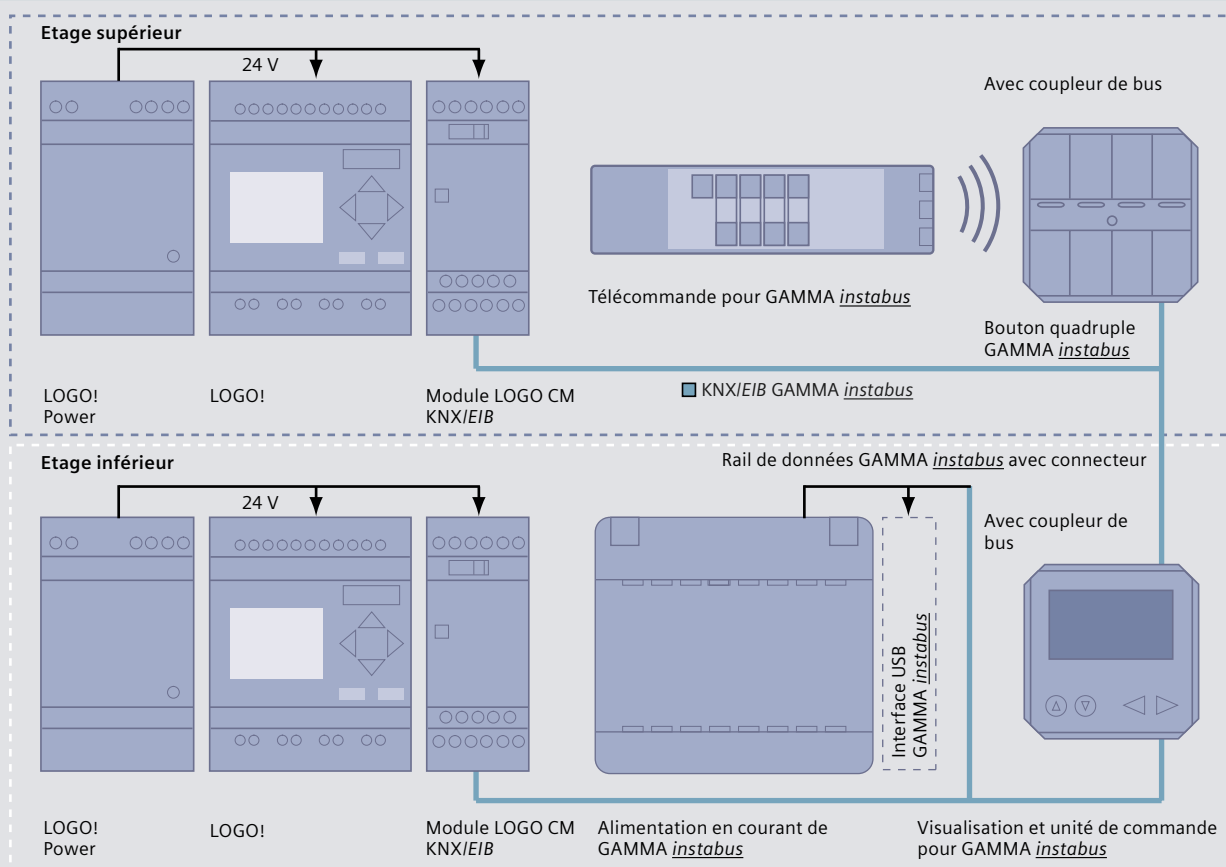 Etage supérieur
24 V
Avec coupleur de bus
Télécommande pour GAMMA instabus
Bouton quadruple
GAMMA instabus
LOGO!
Power
LOGO!
Module LOGO CM
KNX/EIB
KNX/EIB GAMMA instabus
Etage inférieur
Rail de données GAMMA instabus avec connecteur
24 V
Avec coupleur de
bus
Interface USB
GAMMA instabus
LOGO!
Power
LOGO!
Module LOGO CM
KNX/EIB
Alimentation en courant de
GAMMA instabus
Visualisation et unité de commande
pour GAMMA instabus